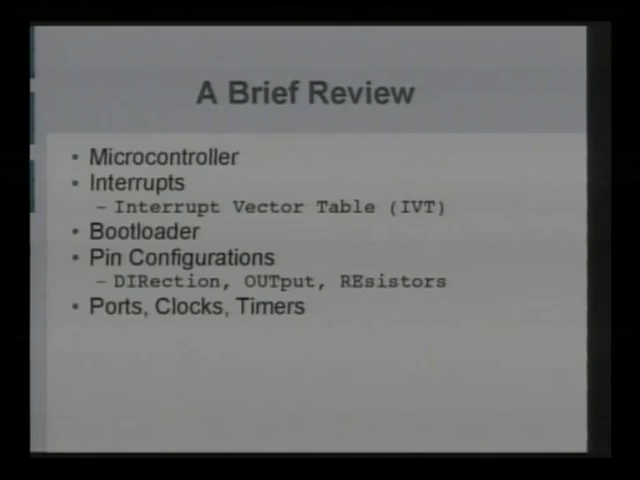 A Brief Review
• Microcontroller
• Interrupts
– Interrupt Vector Table (IVT)
• Bootloader
• Pin Configurations
– DIRection, OUTput, REsistors
• Ports, Clocks, Timers